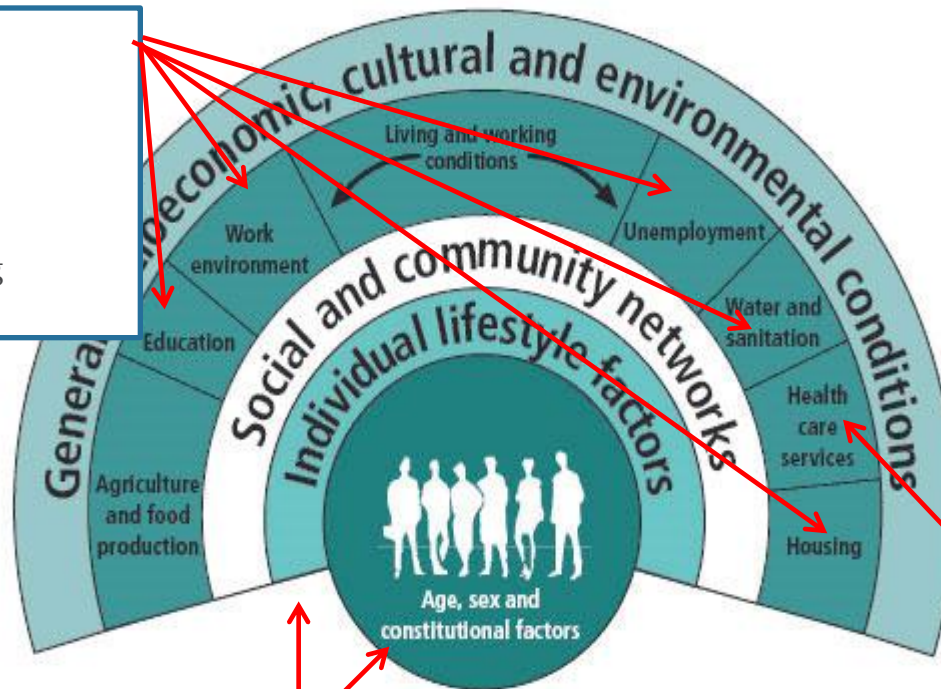 cultural and environmental conditions
Living and working
conditions
Work
environment
Unemployment
Education
Water and
sanitation
Social and community networks
Individual lifestyle factors
Health
care
services
General
Agriculture
and food
production
Housing
Age, sex and
constitutional factors